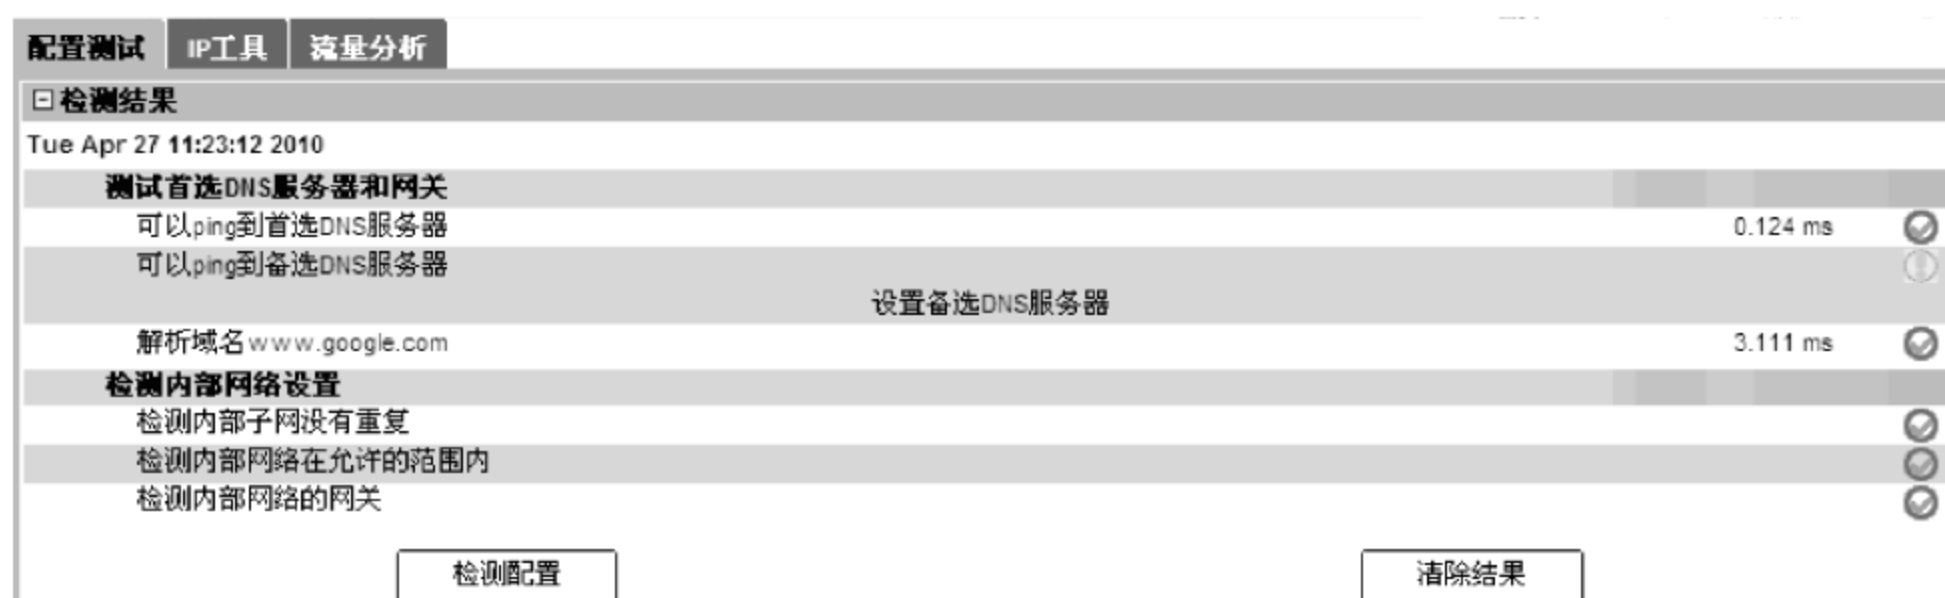 配置测试 IP工具 流量分析
检测结果
Tue Apr 27 11:23:12 2010
测试首选DNS服务器和网关
可以ping到首选DNS服务器 0.124 ms
可以ping到备选DNS服务器
设置备选DNS服务器
解析域名www.google.com 3.111 ms
检测内部网络设置
检测内部子网没有重复
检测内部网络在允许的范围内
检测内部网络的网关
检测配置 清除结果